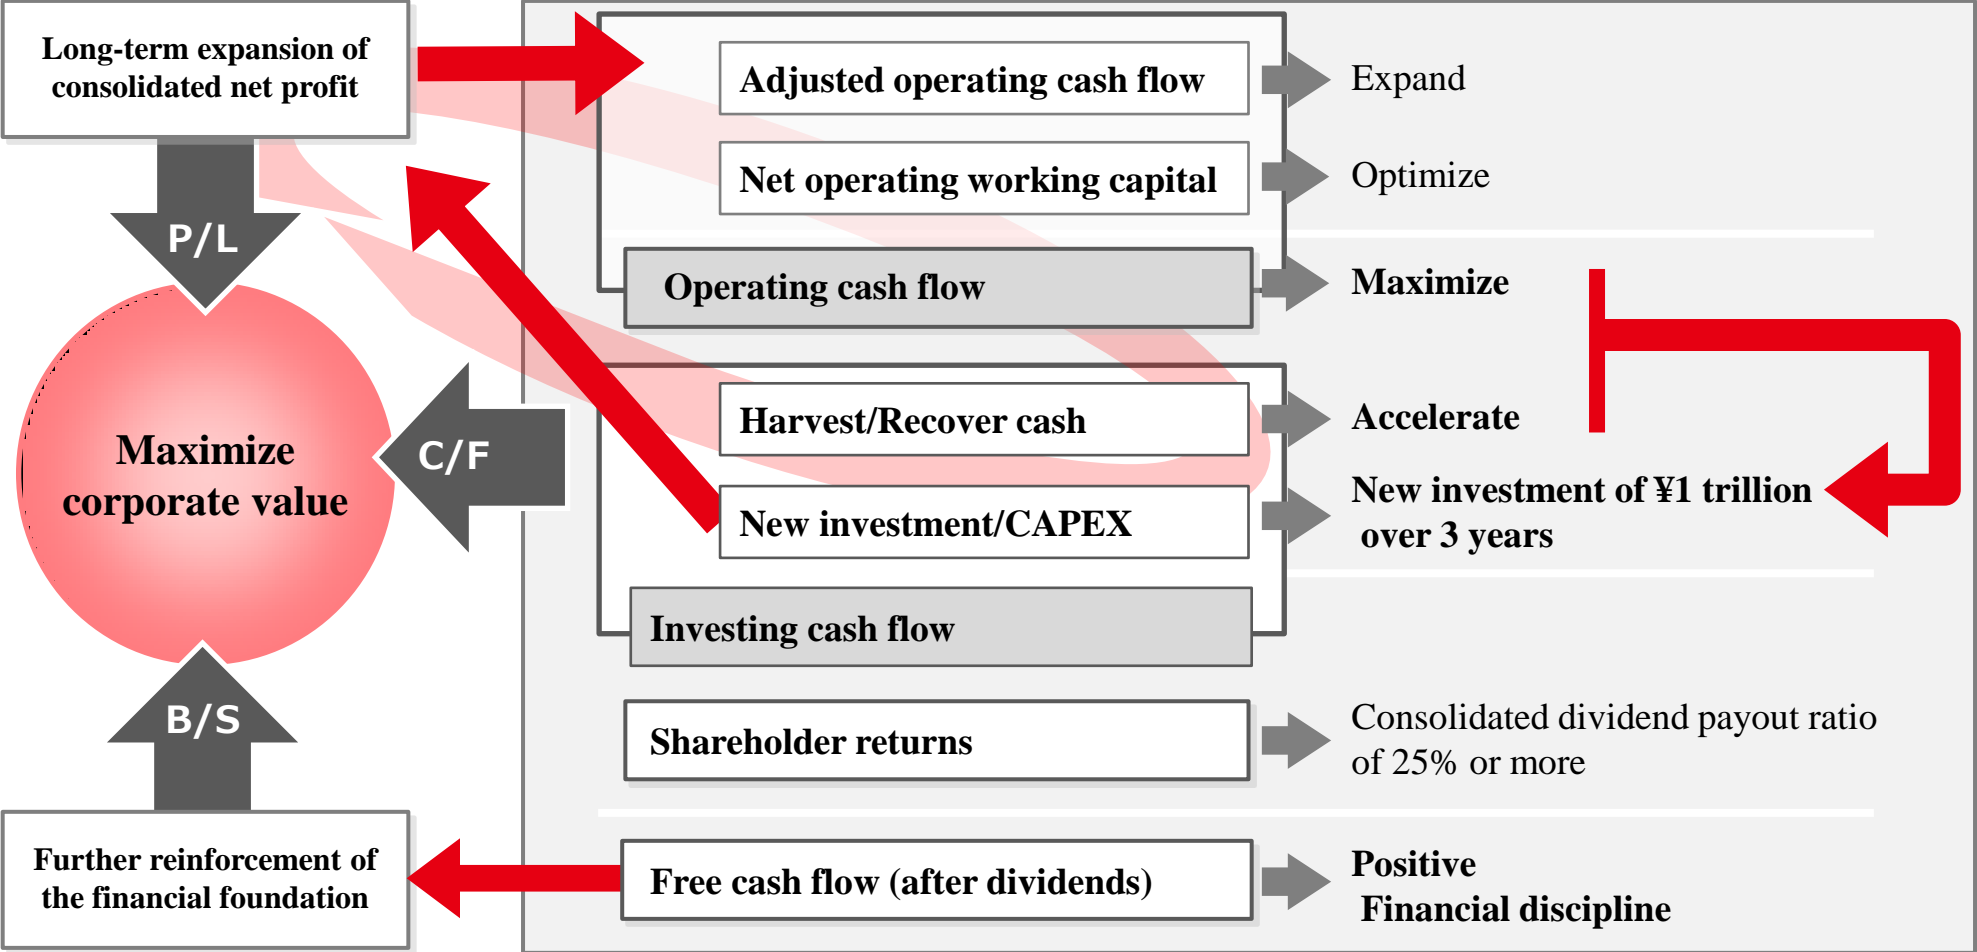 Long-term expansion of
consolidated net profit
P/L
Maximize
corporate value
C/F
B/S
Further reinforcement of
the financial foundation
Adjusted operating cash flow
Expand
Net operating working capital
Optimize
Operating cash flow
Maximize
Harvest/Recover cash
Accelerate
New investment/CAPEX
New investment of ¥1 trillion
over 3 years
Investing cash flow
Shareholder returns
Consolidated dividend payout ratio
of 25% or more
Free cash flow (after dividends)
Positive
Financial discipline